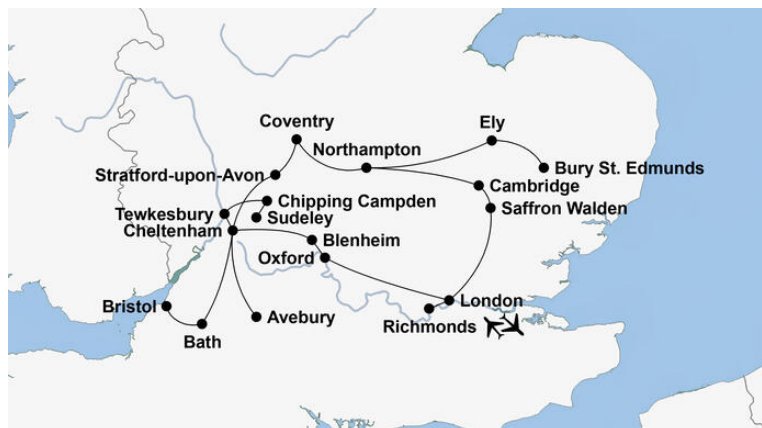 Coventry
Ely
Northampton
Bury St. Edmunds
Stratford-upon-Avon
Cambridge
Chipping Campden
Saffron Walden
Tewkesbury
Sudeley
Cheltenham
Blenheim
Oxford
London
Bristol
Avebury
Richmonds
Bath